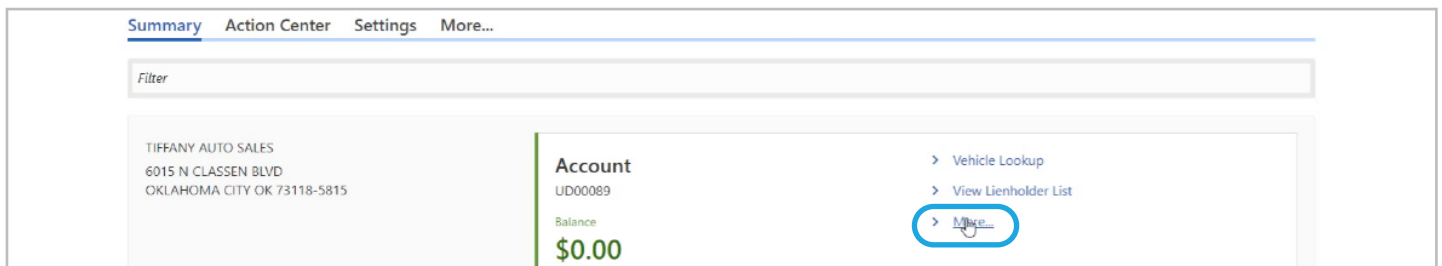 Summary Action Center Settings More...
Filter
TIFFANY AUTO SALES
6015 N CLASSEN BLVD
OKLAHOMA CITY OK 73118-5815
Account
UD00089
Balance
$0.00
> Vehicle Lookup
> View Lienholder List
> More...